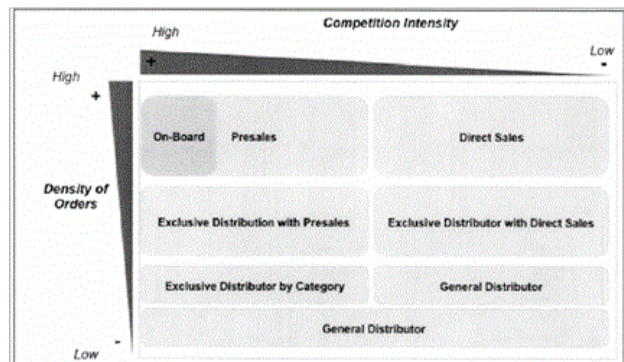 Competition Intensity
High
Low
+
-
High
+
On-Board Presales
Direct Sales
Density of
Orders
Exclusive Distribution with Presales
Exclusive Distributor with Direct Sales
Exclusive Distributor by Category
General Distributor
General Distributor
-
Low